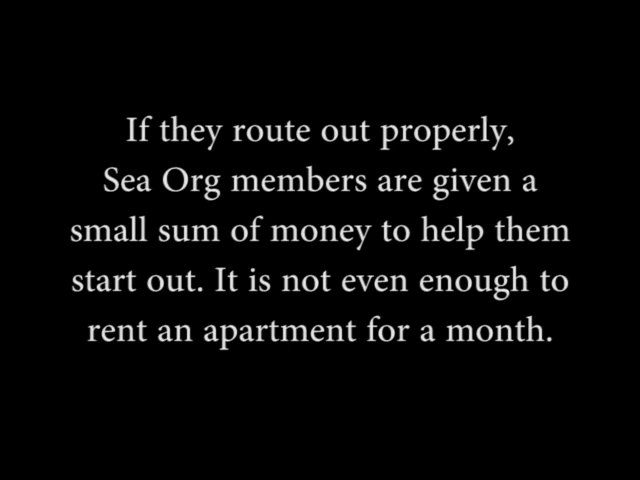 If they route out properly,
Sea Org members are given a
small sum of money to help them
start out. It is not even enough to
rent an apartment for a month.